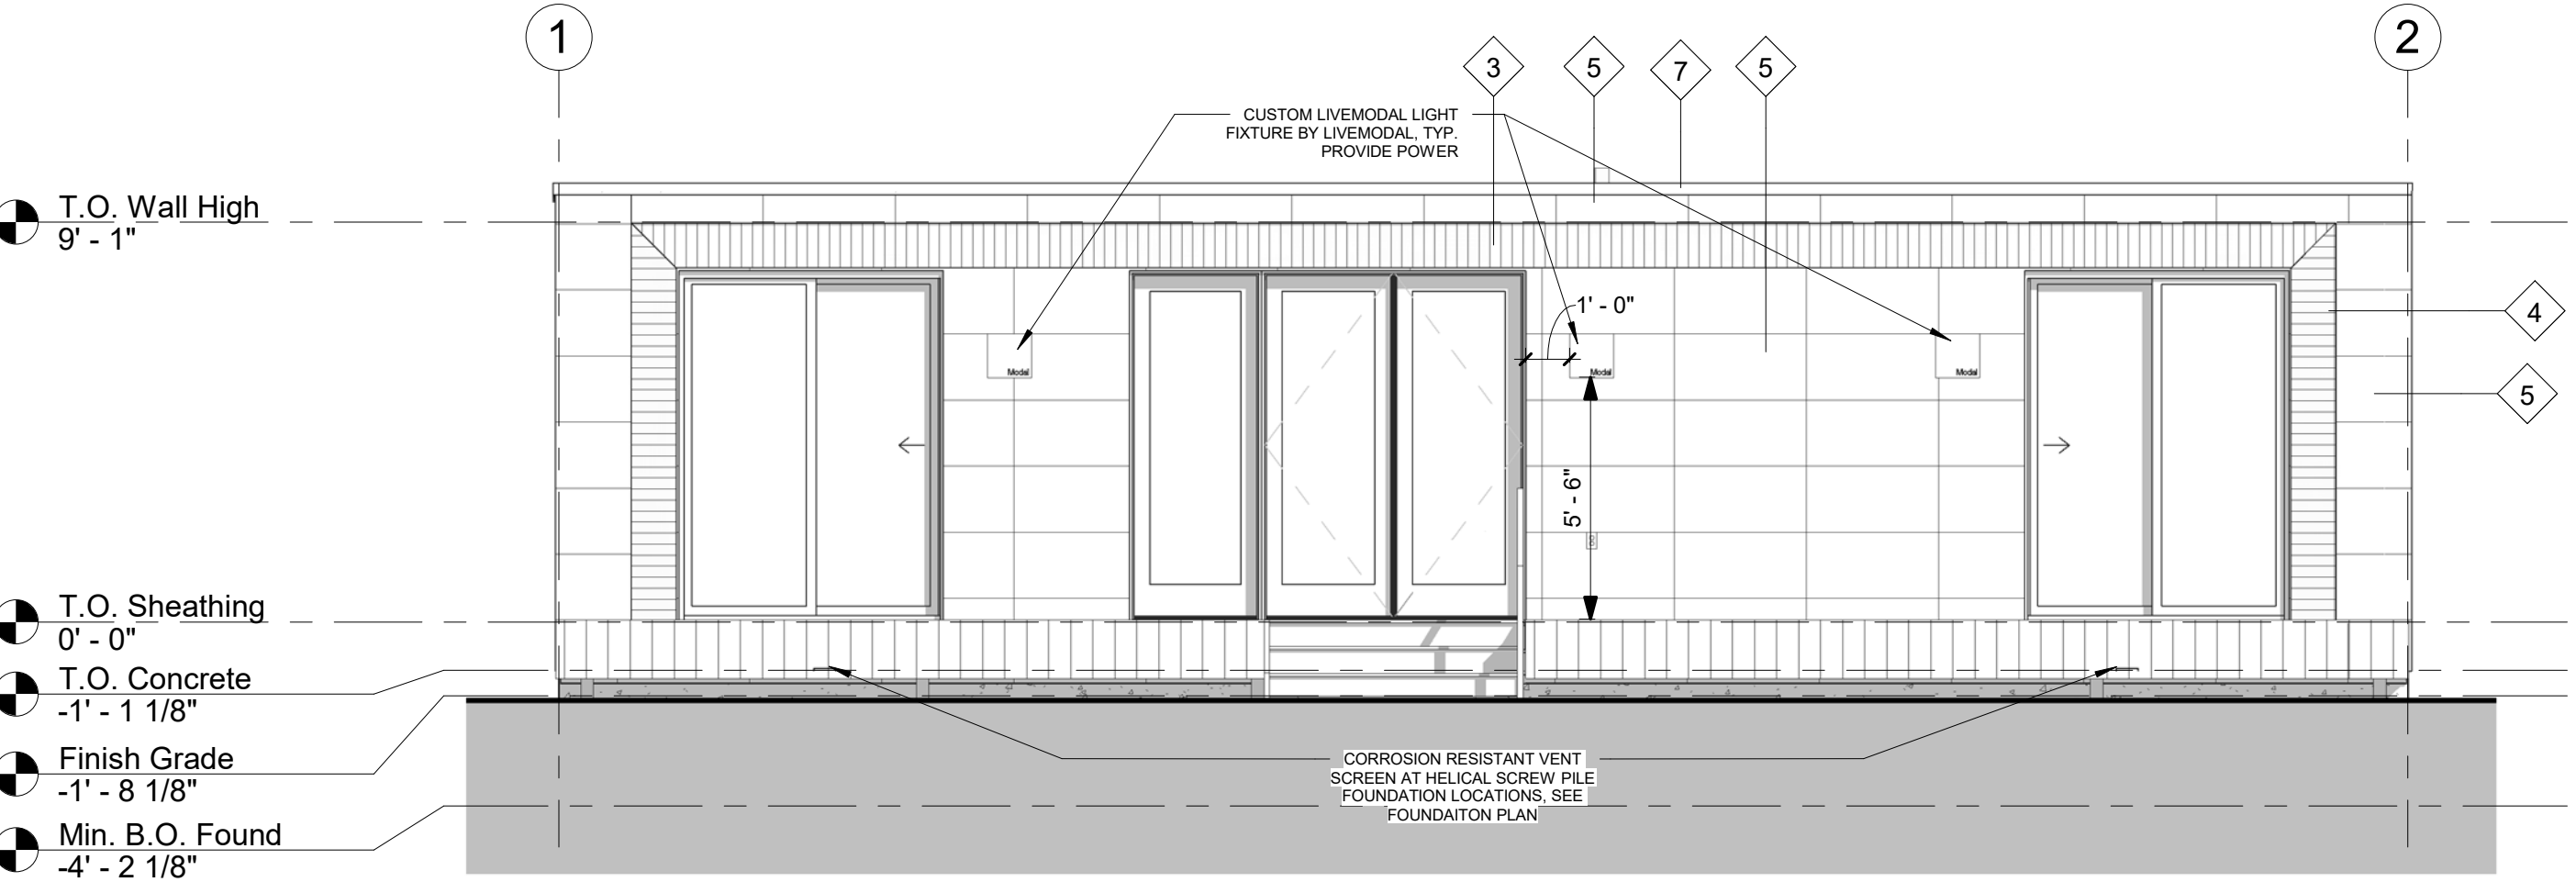 1
2
3
5
7
5
CUSTOM LIVEMODAL LIGHT
FIXTURE BY LIVEMODAL, TYP.
PROVIDE POWER
T.O. Wall High
9' - 1"
1' - 0"
4
Modal
Modal
Modal
5
5' - 6"
T.O. Sheathing
0' - 0"
T.O. Concrete
-1' - 1 1/8"
Finish Grade
-1' - 8 1/8"
CORROSION RESISTANT VENT
SCREEN AT HELICAL SCREW PILE
FOUNDATION LOCATIONS, SEE
FOUNDAITON PLAN
Min. B.O. Found
-4' - 2 1/8"